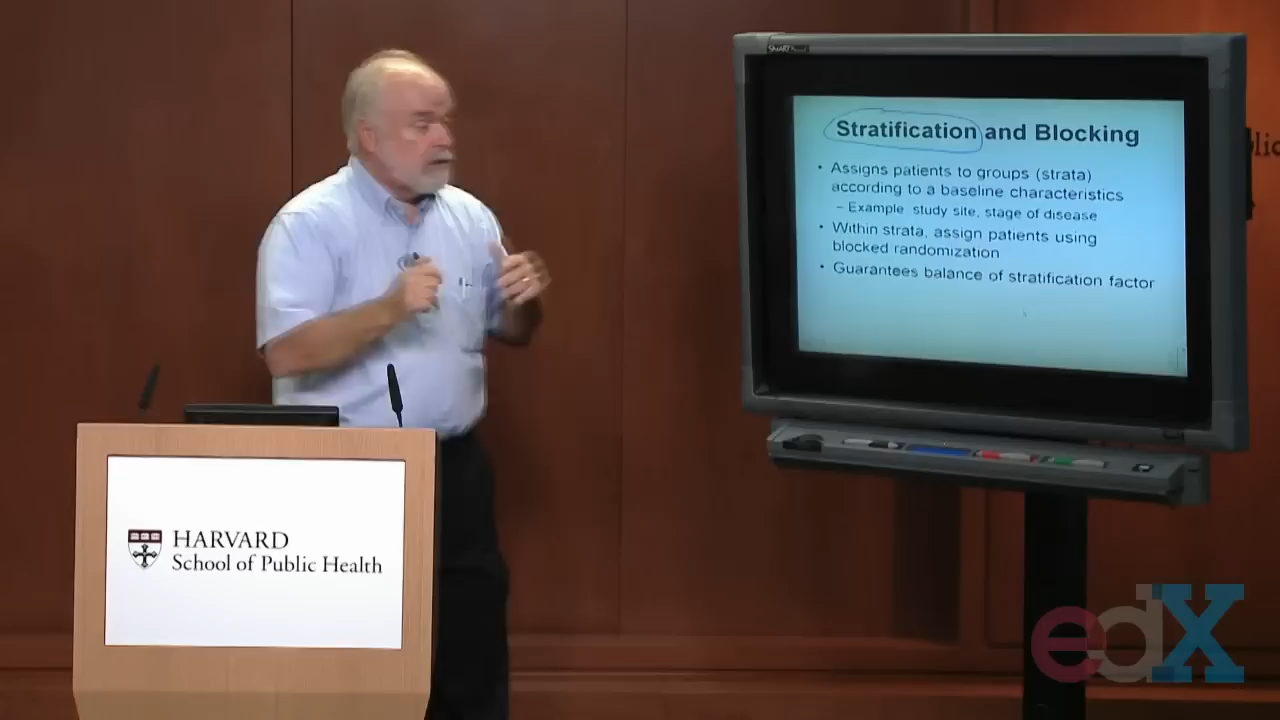 SMART
Stratification and Blocking
• Assigns patients to groups (strata)
according to a baseline characteristics
– Example study site, stage of disease
• Within strata, assign patients using
blocked randomization
• Guarantees balance of stratification factor
HARVARD
School of Public Health
edX